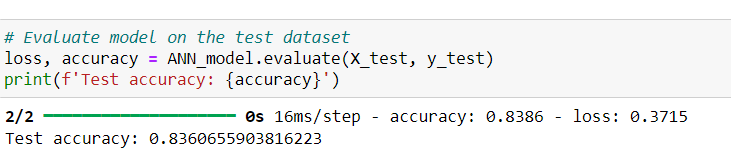 # Evaluate model on the test dataset
loss, accuracy = ANN_model.evaluate(X_test, y_test)
print(f'Test accuracy: {accuracy}')
2/2 ━━━━━━━━━━━━━━━━━━━━ 0s 16ms/step - accuracy: 0.8386 - loss: 0.3715
Test accuracy: 0.8360655903816223